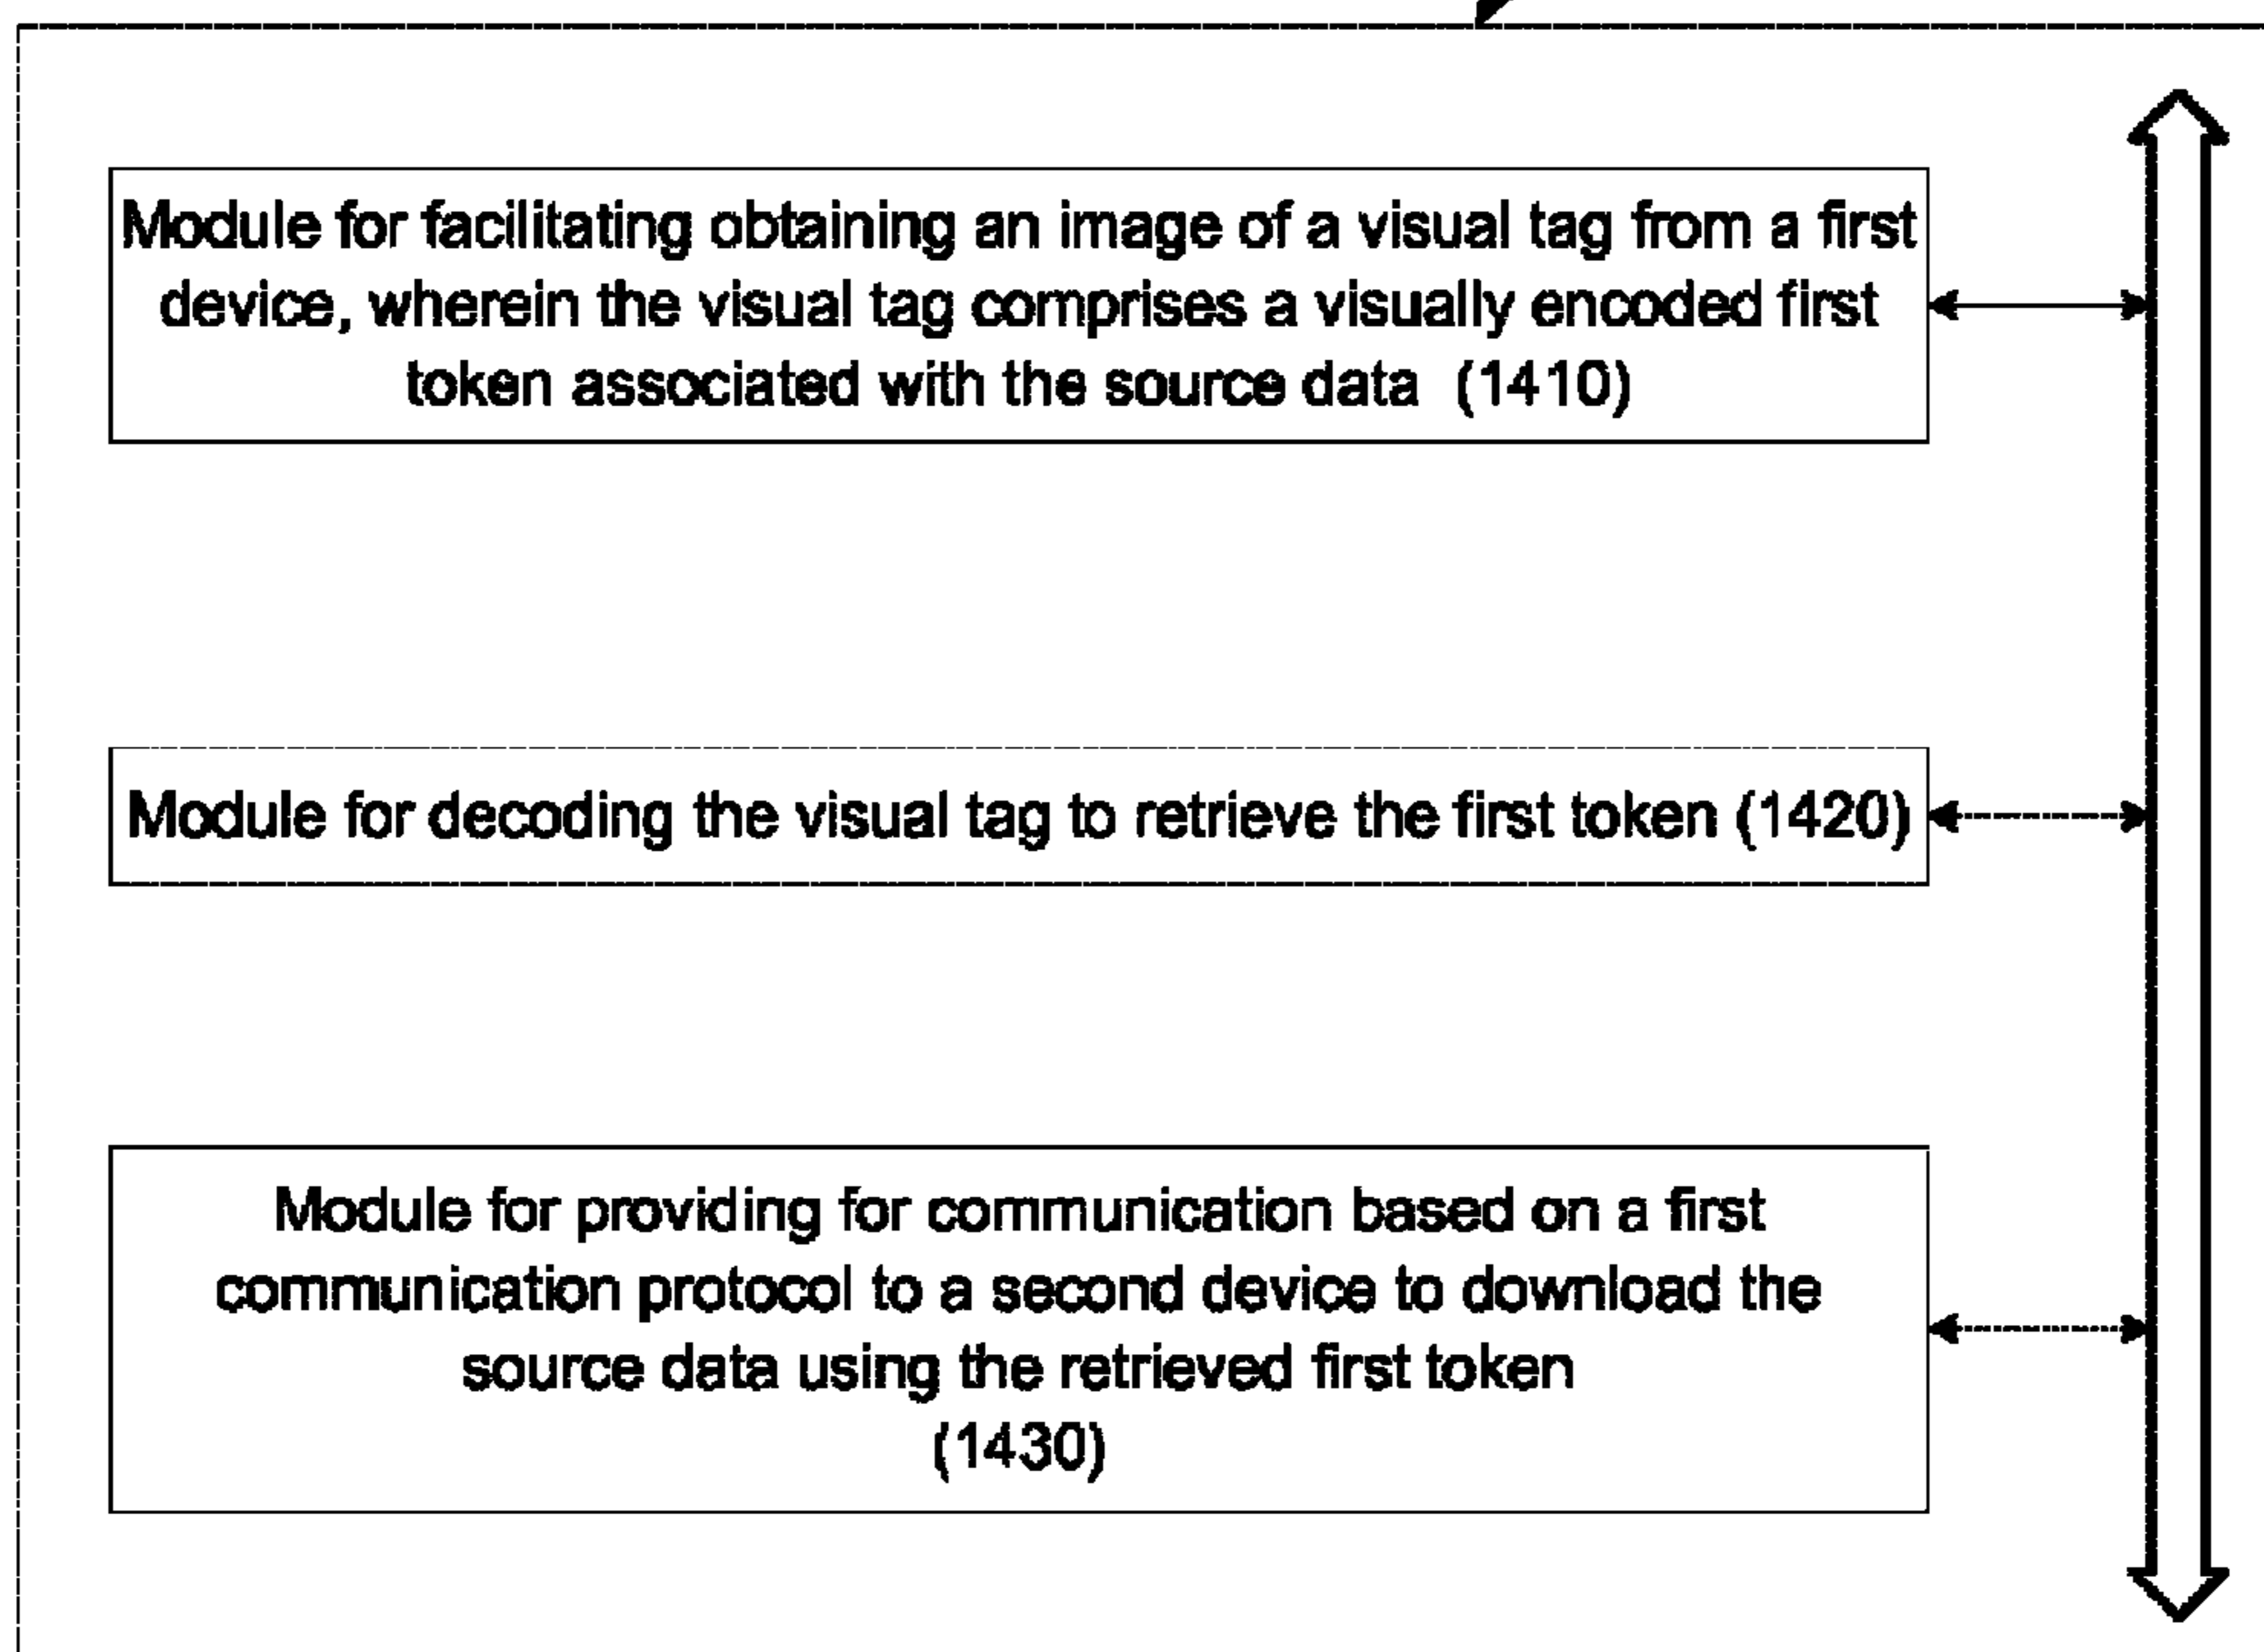 Module for facilitating obtaining an image of a visual tag from a first
device, wherein the visual tag comprises a visually encoded first
token associated with the source data (1410)
Module for decoding the visual tag to retrieve the first token (1420)
Module for providing for communication based on a first
communication protocol to a second device to download the
source data using the retrieved first token
(1430)